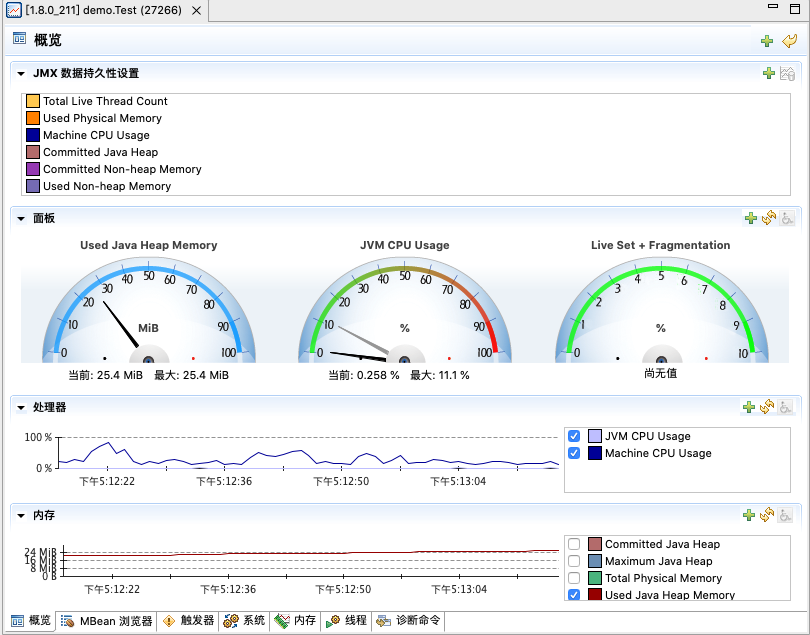 [1.8.0_211] demo.Test (27266)
概览
JMX 数据持久性设置
Total Live Thread Count
Used Physical Memory
Machine CPU Usage
Committed Java Heap
Committed Non-heap Memory
Used Non-heap Memory
面板
Used Java Heap Memory
0 10 20 30 40 50 60 70 80 90 100
MiB
当前: 25.4 MiB 最大: 25.4 MiB
JVM CPU Usage
0 10 20 30 40 50 60 70 80 90 100
%
当前: 0.258 % 最大: 11.1 %
Live Set + Fragmentation
0 1 2 3 4 5 6 7 8 9 10
%
尚无值
处理器
100 %
0 %
下午5:12:22 下午5:12:36 下午5:12:50 下午5:13:04
JVM CPU Usage
Machine CPU Usage
内存
24 MiB
16 MiB
8 MiB
0 B
下午5:12:22 下午5:12:36 下午5:12:50 下午5:13:04
Committed Java Heap
Maximum Java Heap
Total Physical Memory
Used Java Heap Memory
概览 MBean 浏览器 触发器 系统 内存 线程 诊断命令